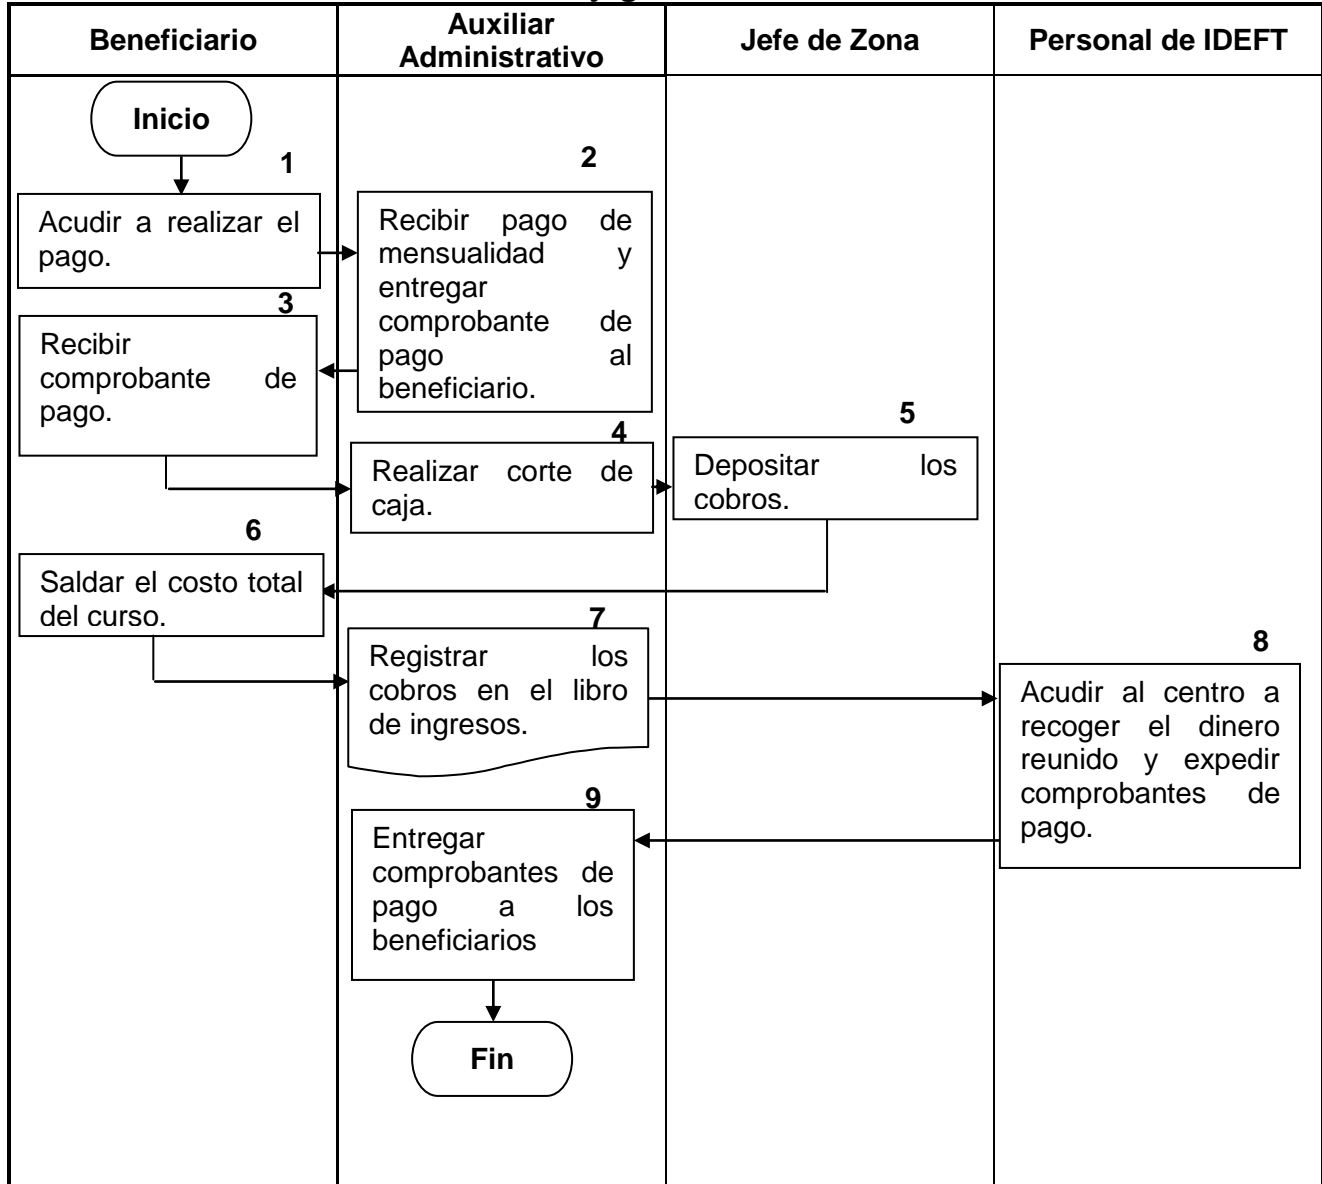 Beneficiario
Auxiliar
Administrativo
Jefe de Zona
Personal de IDEFT
Inicio
1
Acudir a realizar el
pago.
2
Recibir pago de
mensualidad y
entregar
comprobante de
pago al
beneficiario.
3
Recibir
comprobante de
pago.
4
Realizar corte de
caja.
5
Depositar los
cobros.
6
Saldar el costo total
del curso.
7
Registrar los
cobros en el libro
de ingresos.
8
Acudir al centro a
recoger el dinero
reunido y expedir
comprobantes de
pago.
9
Entregar
comprobantes de
pago a los
beneficiarios
Fin